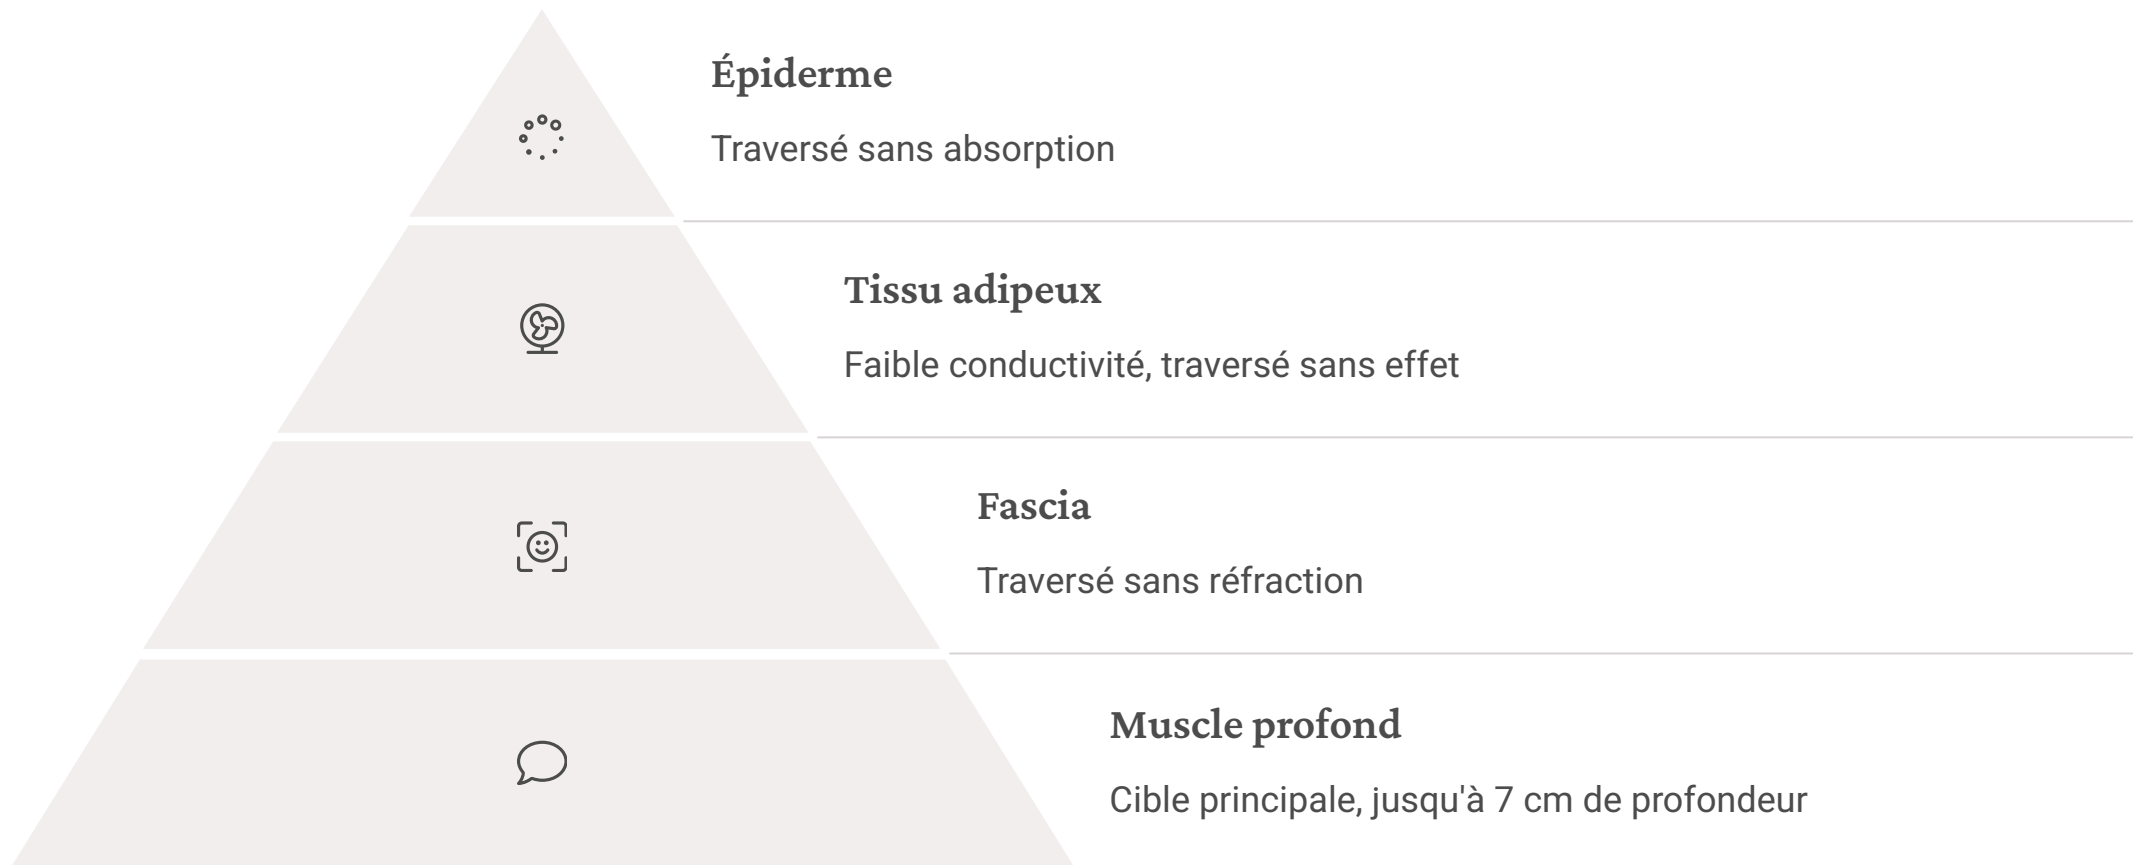 Épiderme
Traversé sans absorption
Tissu adipeux
Faible conductivité, traversé sans effet
Fascia
Traversé sans réfraction
Muscle profond
Cible principale, jusqu'à 7 cm de profondeur